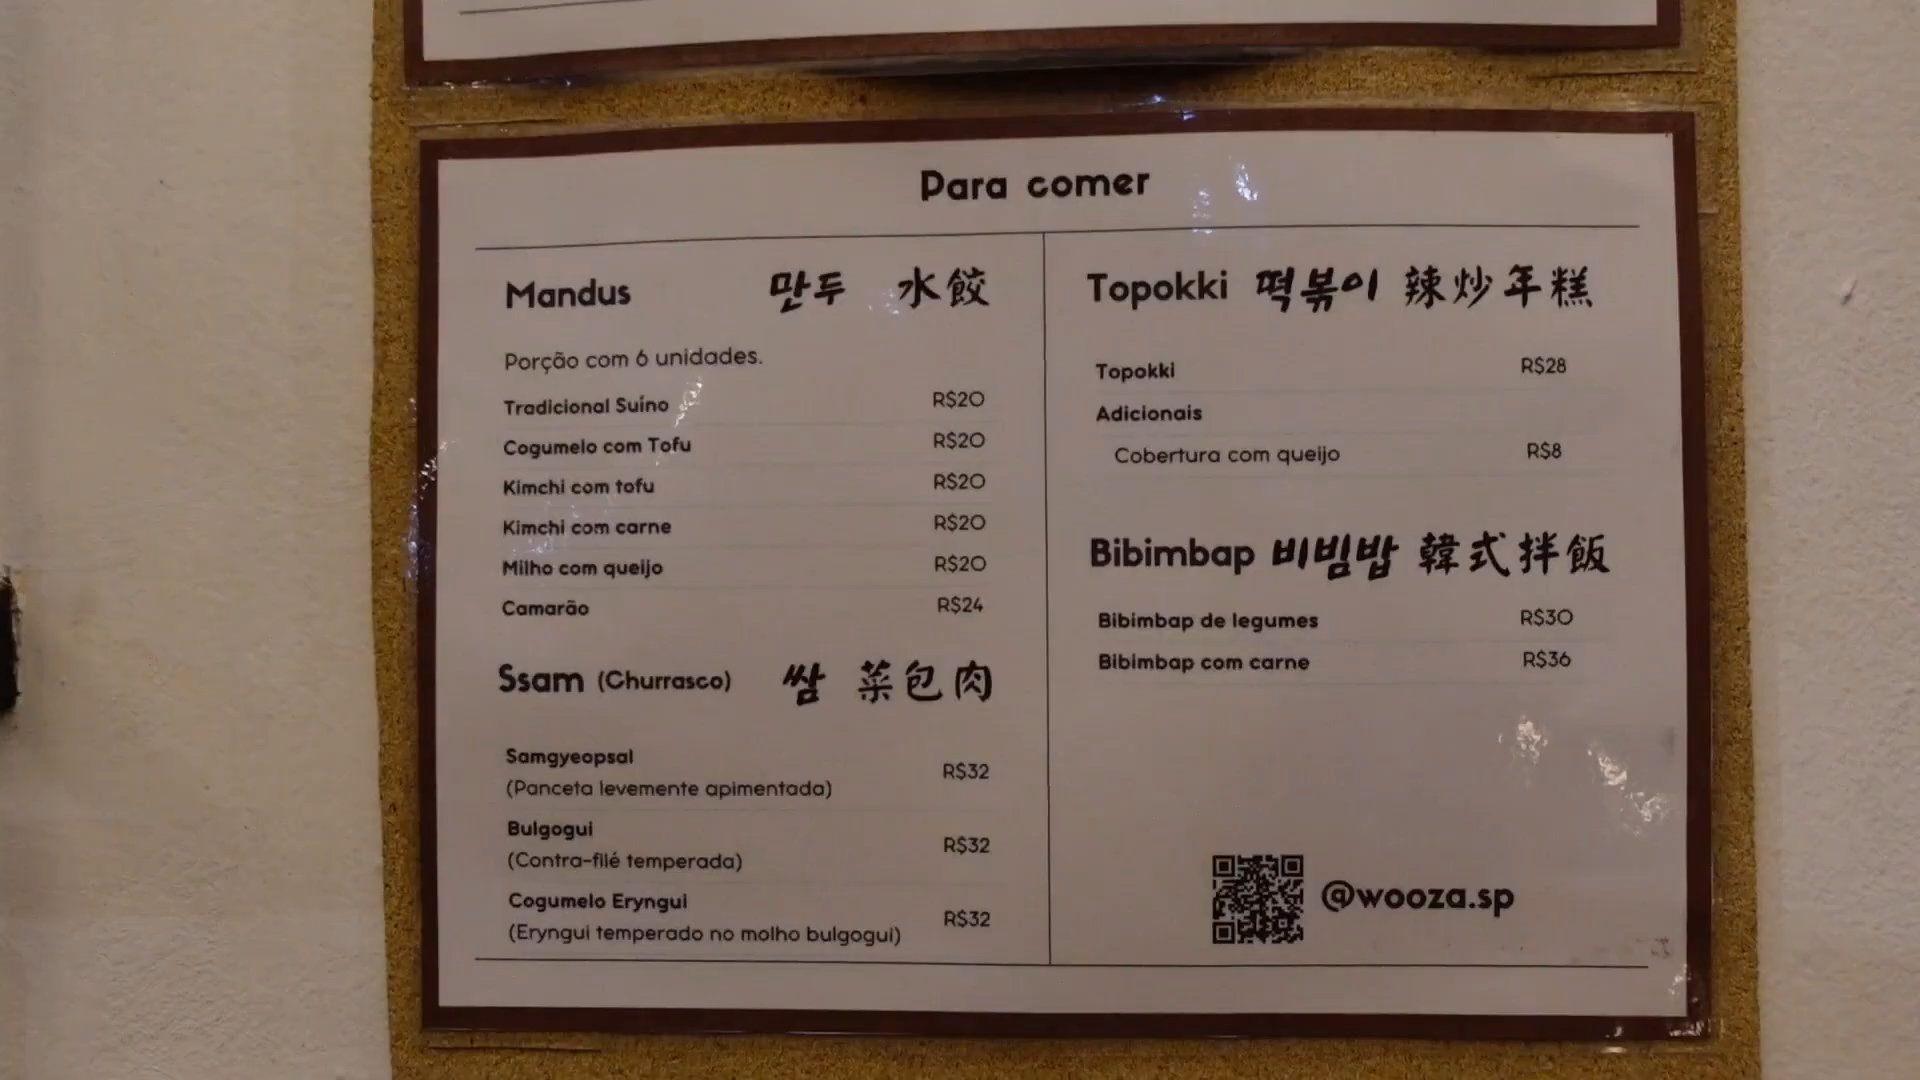 Para comer
Mandus 만두 水餃
Porção com 6 unidades.
Tradicional Suíno R$20
Cogumelo com Tofu R$20
Kimchi com tofu R$20
Kimchi com carne R$20
Milho com queijo R$20
Camarão R$24
Ssam (Churrasco) 쌈 菜包肉
Samgyeopsal
(Panceta levemente apimentada) R$32
Bulgogui
(Contra-filé temperada) R$32
Cogumelo Eryngui
(Eryngui temperado no molho bulgogui) R$32
Topokki 떡볶이 辣炒年糕
Topokki R$28
Adicionais
Cobertura com queijo R$8
Bibimbap 비빔밥 韓式拌飯
Bibimbap de legumes R$30
Bibimbap com carne R$36
@wooza.sp